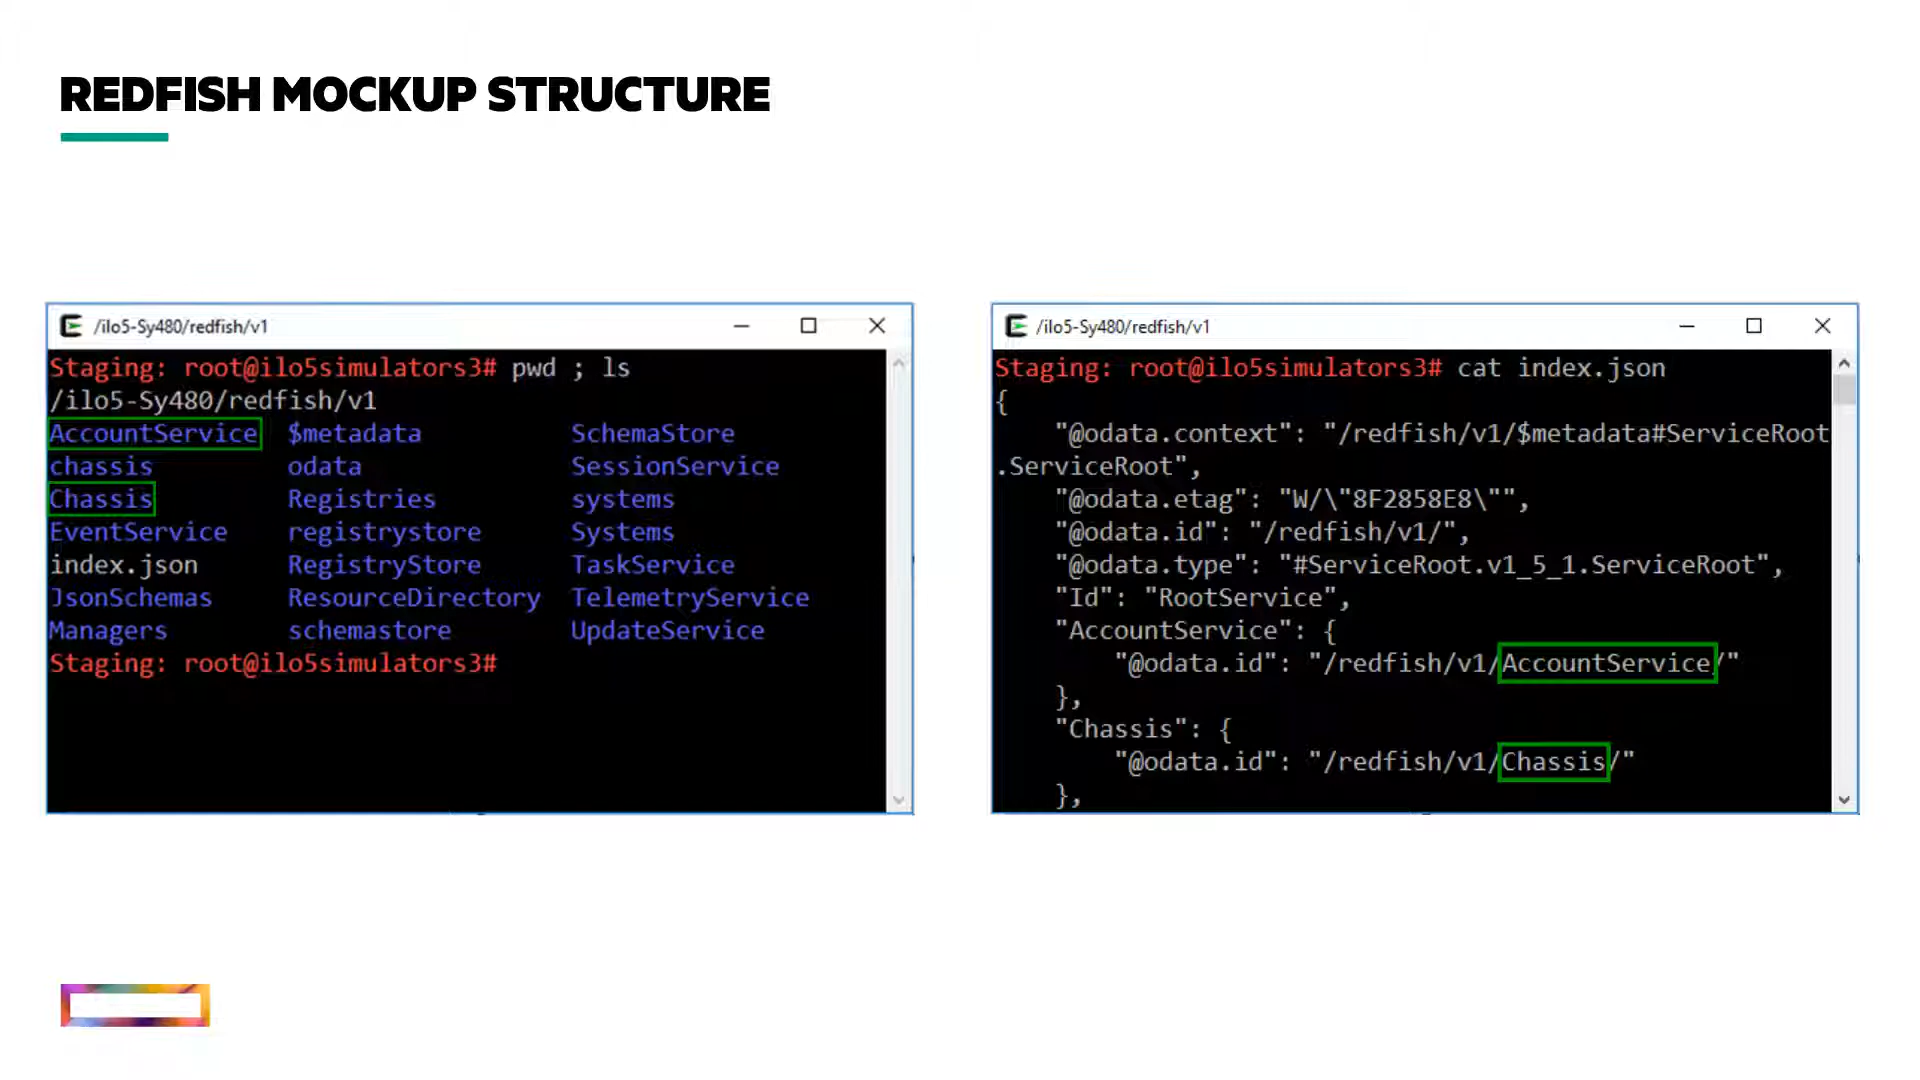 REDFISH MOCKUP STRUCTURE
/ilo5-Sy480/redfish/v1
Staging: root@ilo5simulators3# pwd ; ls
/ilo5-Sy480/redfish/v1
AccountService $metadata SchemaStore
chassis odata SessionService
Chassis Registries systems
EventService registrystore Systems
index.json RegistryStore TaskService
JsonSchemas ResourceDirectory TelemetryService
Managers schemastore UpdateService
Staging: root@ilo5simulators3#
/ilo5-Sy480/redfish/v1
Staging: root@ilo5simulators3# cat index.json
{
"@odata.context": "/redfish/v1/$metadata#ServiceRoot
.ServiceRoot",
"@odata.etag": "W/\"8F2858E8\"",
"@odata.id": "/redfish/v1/",
"@odata.type": "#ServiceRoot.v1_5_1.ServiceRoot",
"Id": "RootService",
"AccountService": {
"@odata.id": "/redfish/v1/AccountService/"
},
"Chassis": {
"@odata.id": "/redfish/v1/Chassis/"
},